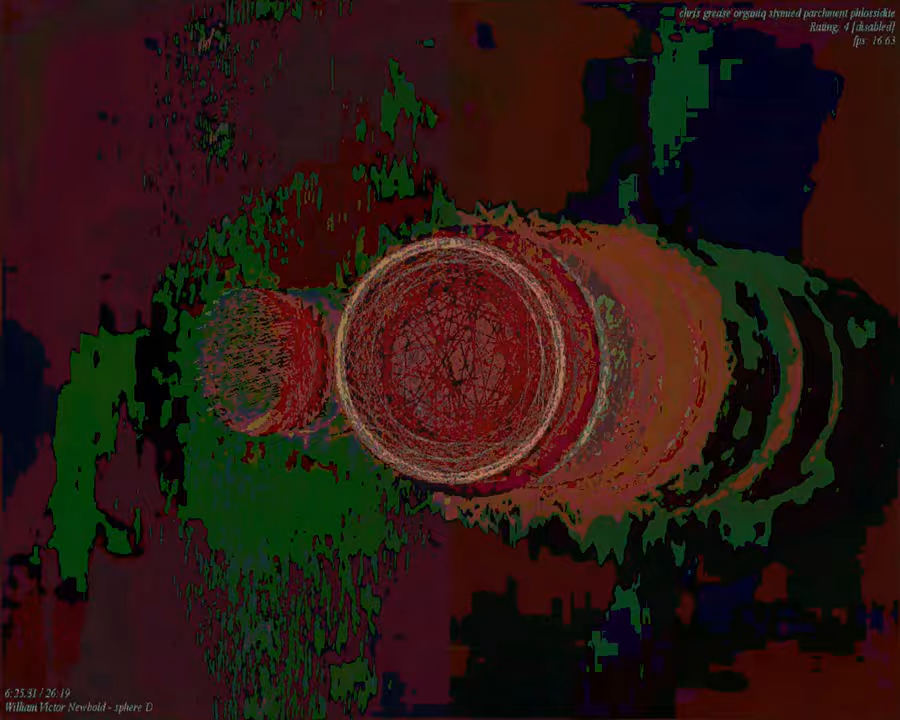 chris grease organiq stymied parchment phlossidite
Rating: 4 [disabled]
fps: 16.63
6:25.31 / 26:19
William Victor Newbold - sphere D